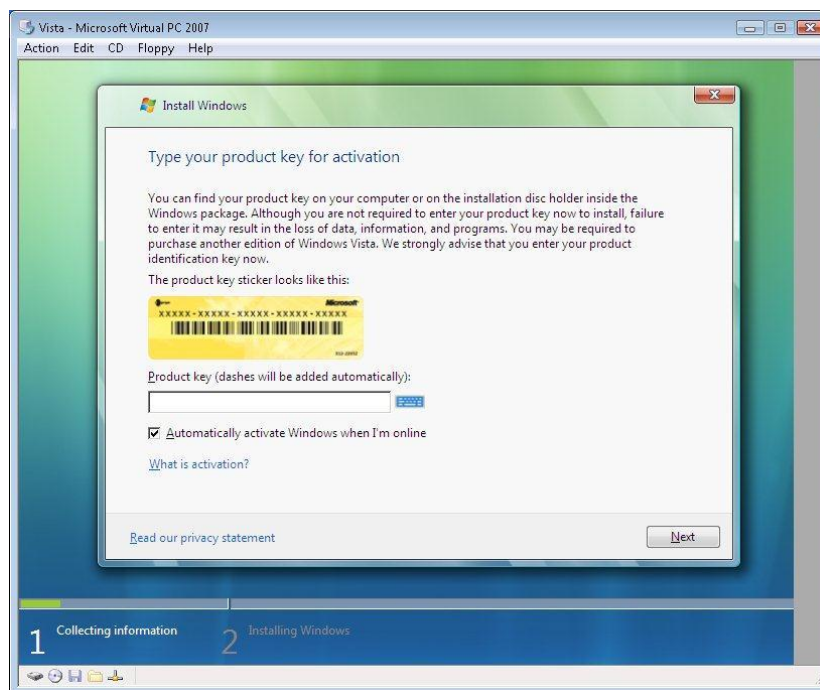 Vista - Microsoft Virtual PC 2007
Action Edit CD Floppy Help
Install Windows
Type your product key for activation
You can find your product key on your computer or on the installation disc holder inside the
Windows package. Although you are not required to enter your product key now to install, failure
to enter it may result in the loss of data, information, and programs. You may be required to
purchase another edition of Windows Vista. We strongly advise that you enter your product
identification key now.
The product key sticker looks like this:
Microsoft
XXXXX-XXXXX-XXXXX-XXXXX-XXXXX
Product key (dashes will be added automatically):
Automatically activate Windows when I'm online
What is activation?
Read our privacy statement
Next
1 Collecting information
2 Installing Windows